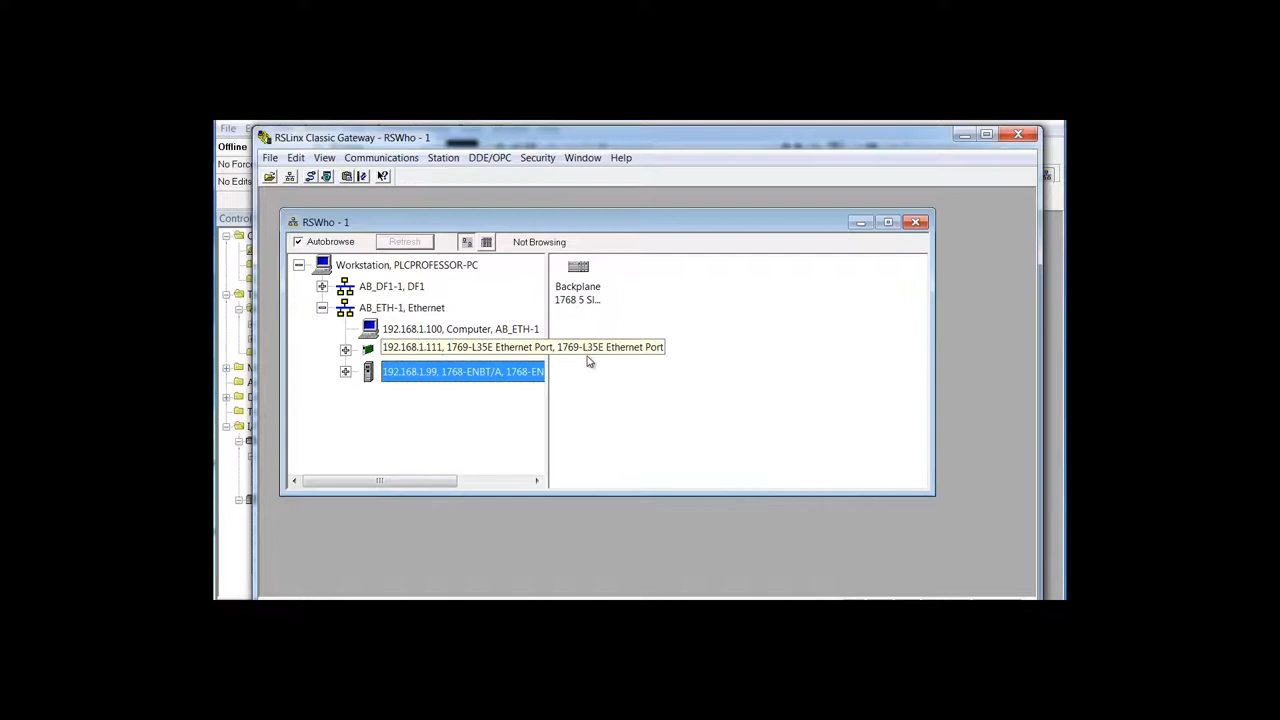 File
Offline
No Forc
No Edits
Contro
RSLinx Classic Gateway - RSWho - 1
File Edit View Communications Station DDE/OPC Security Window Help
RSWho - 1
Autobrowse Refresh Not Browsing
Workstation, PLCPROFESSOR-PC
AB_DF1-1, DF1
AB_ETH-1, Ethernet
192.168.1.100, Computer, AB_ETH-1
192.168.1.111, 1769-L35E Ethernet Port, 1769-L35E Ethernet Port
192.168.1.99, 1768-ENBT/A, 1768-EN
Backplane
1768 5 Sl...